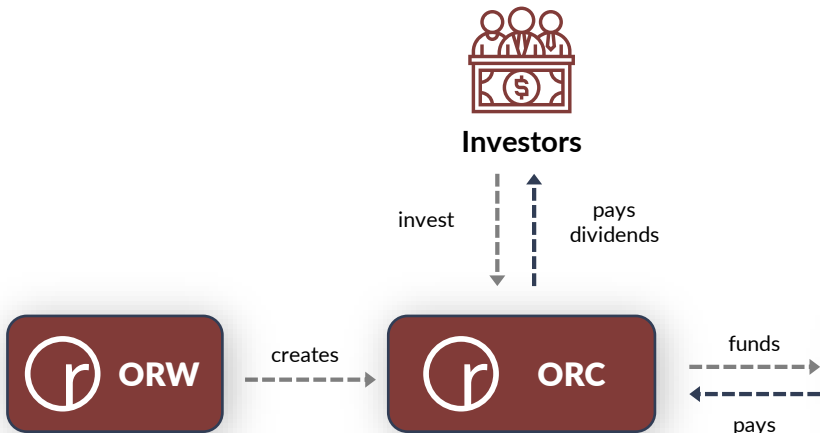 $
Investors
invest
pays
dividends
r ORW
creates
r ORC
funds
pays